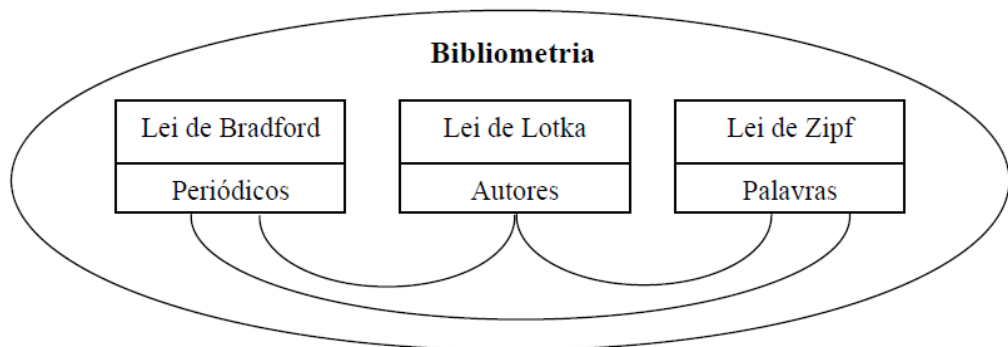 Bibliometria
Lei de Bradford
Lei de Lotka
Lei de Zipf
Periódicos
Autores
Palavras